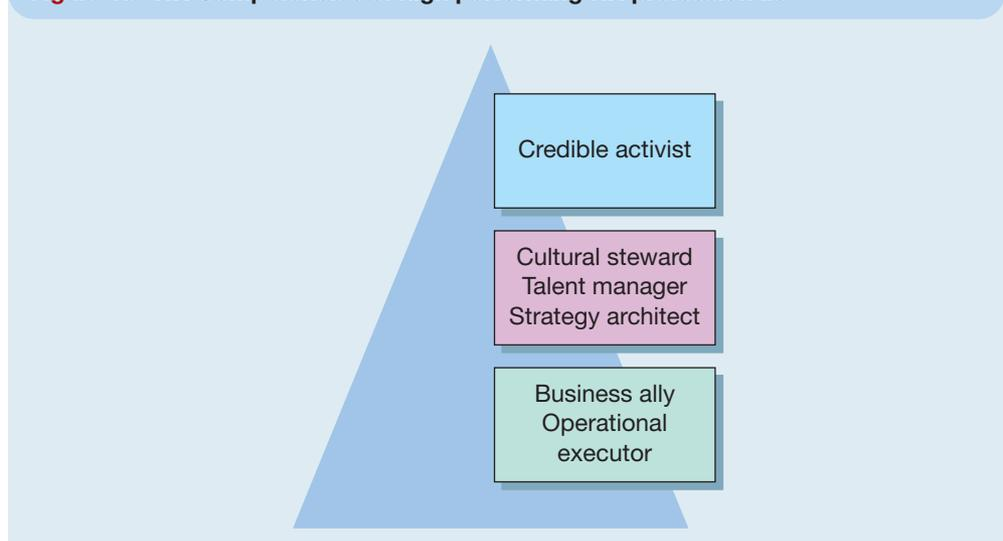 Credible activist
Cultural steward
Talent manager
Strategy architect
Business ally
Operational
executor